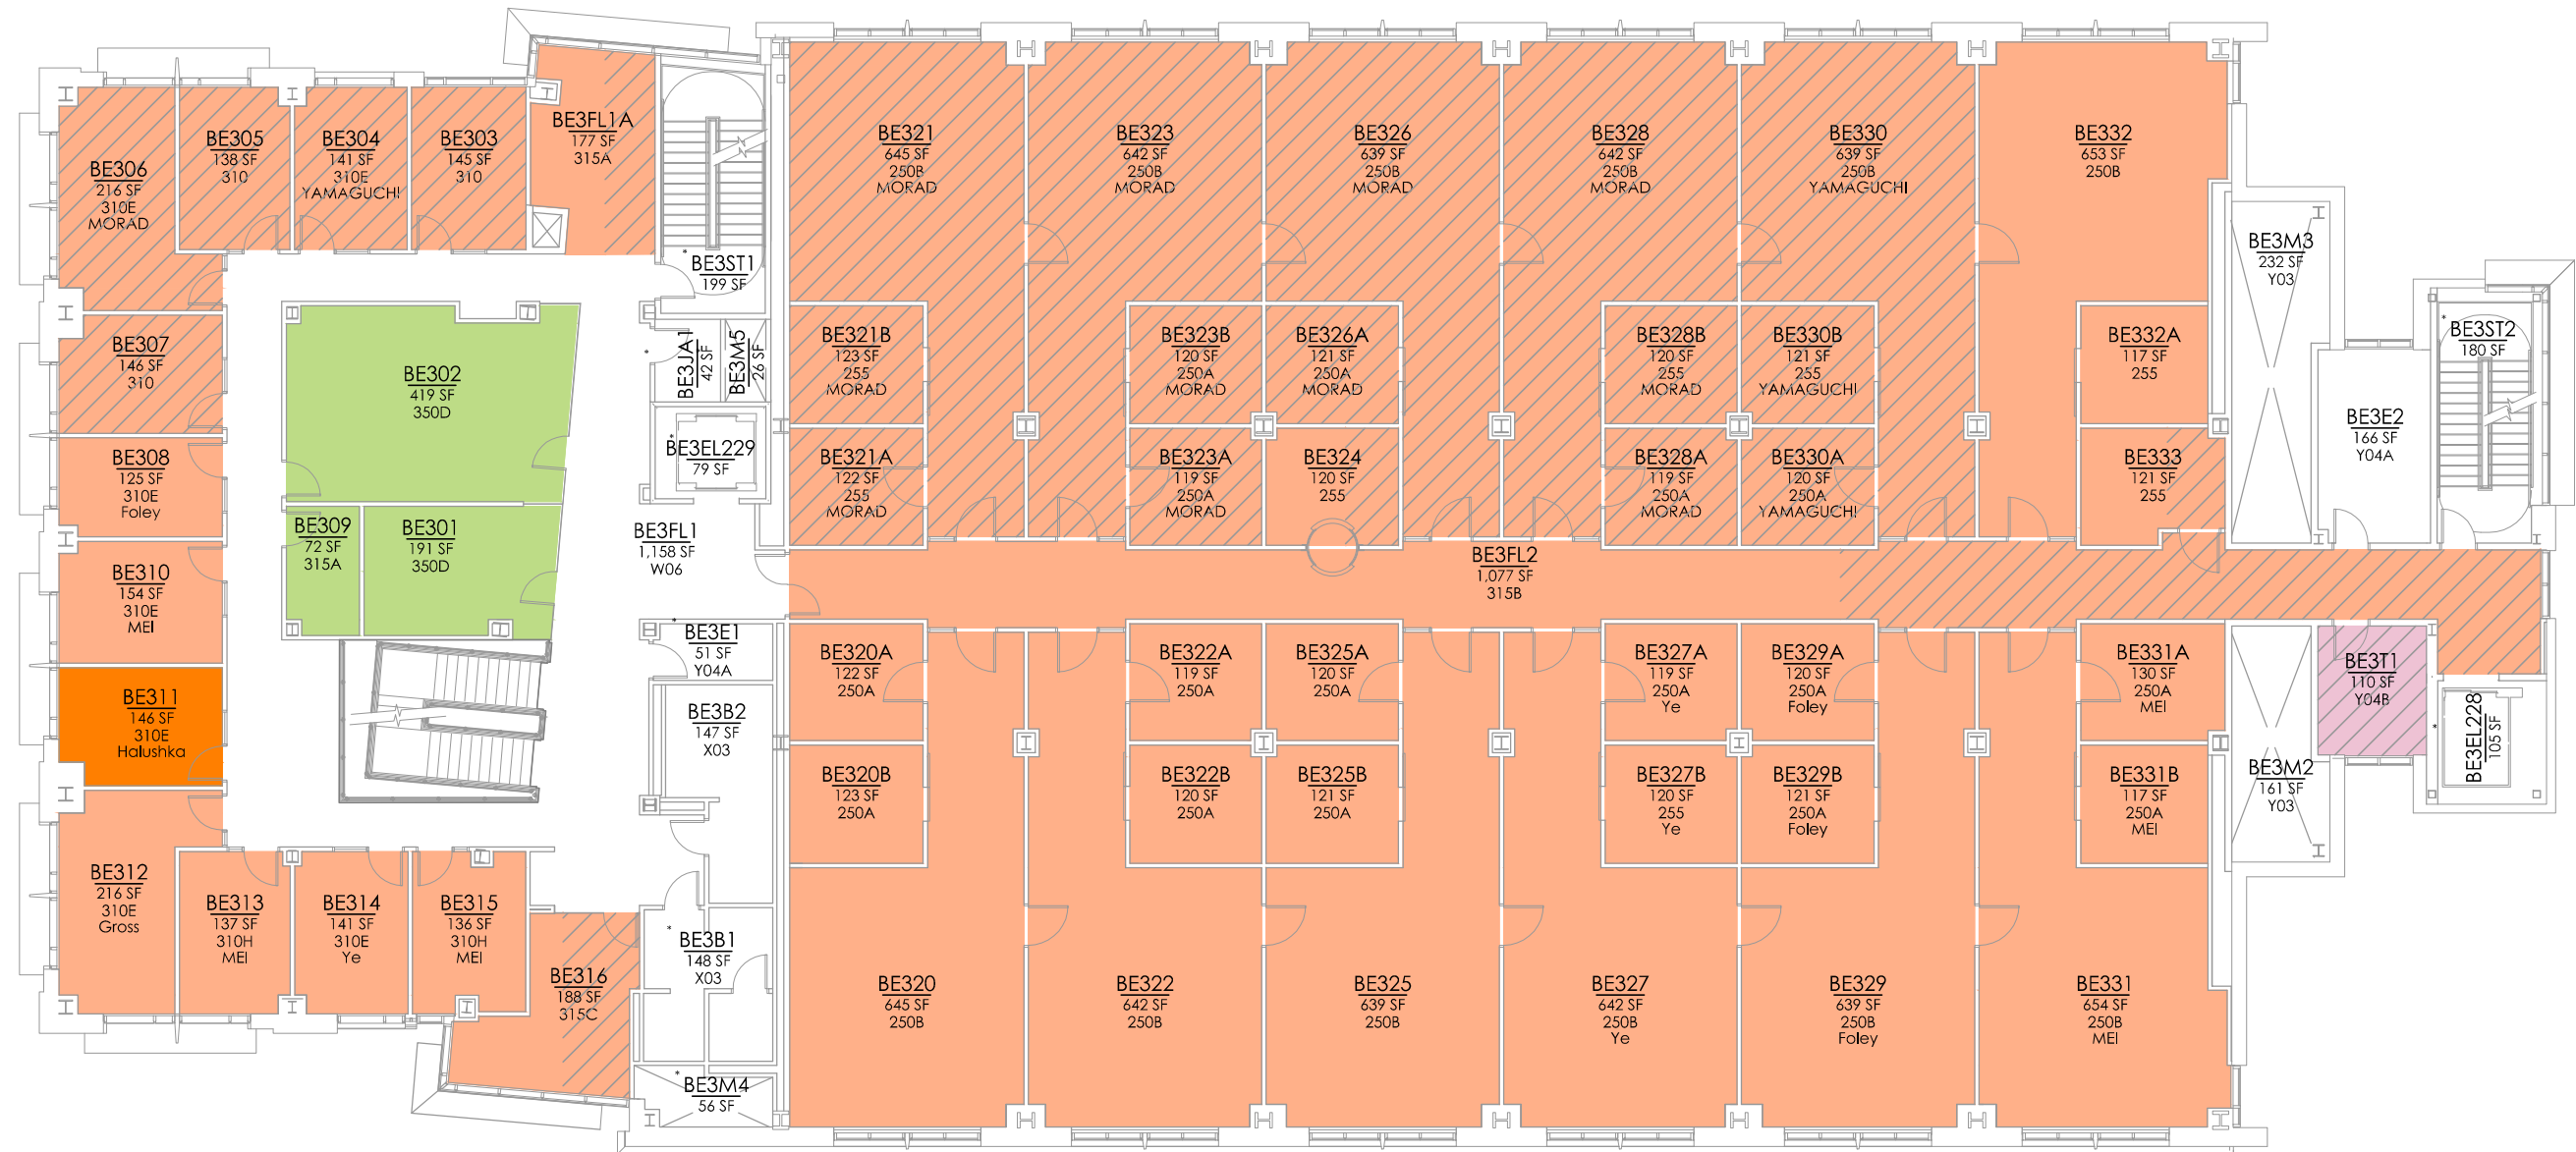 BE306
216 SF
310E
MORAD
BE305
138 SF
310
BE304
141 SF
310E
YAMAGUCHI
BE303
145 SF
310
BE3FL1A
177 SF
315A
BE321
645 SF
250B
MORAD
BE323
642 SF
250B
MORAD
BE326
639 SF
250B
MORAD
BE328
642 SF
250B
MORAD
BE330
639 SF
250B
YAMAGUCHI
BE332
653 SF
250B
*
BE3ST1
199 SF
BE3M3
232 SF
Y03
*
BE3ST2
180 SF
BE307
146 SF
310
BE302
419 SF
350D
*
BE3JA1
42 SF
BE3M5
26 SF
BE321B
123 SF
255
MORAD
BE323B
120 SF
250A
MORAD
BE326A
121 SF
250A
MORAD
BE328B
120 SF
255
MORAD
BE330B
121 SF
255
YAMAGUCHI
BE332A
117 SF
255
BE3E2
166 SF
Y04A
BE308
125 SF
310E
Foley
*
BE3EL229
79 SF
BE321A
122 SF
255
MORAD
BE323A
119 SF
250A
MORAD
BE324
120 SF
255
BE328A
119 SF
250A
MORAD
BE330A
120 SF
250A
YAMAGUCHI
BE333
121 SF
255
BE309
72 SF
315A
BE301
191 SF
350D
BE3FL1
1,158 SF
W06
BE3FL2
1,077 SF
315B
BE310
154 SF
310E
MEI
*
BE3E1
51 SF
Y04A
BE320A
122 SF
250A
BE322A
119 SF
250A
BE325A
120 SF
250A
BE327A
119 SF
250A
Ye
BE329A
120 SF
250A
Foley
BE331A
130 SF
250A
MEI
BE3T1
110 SF
Y04B
*
BE3EL228
105 SF
BE311
146 SF
310E
Halushka
BE3B2
147 SF
X03
BE320B
123 SF
250A
BE322B
120 SF
250A
BE325B
121 SF
250A
BE327B
120 SF
255
Ye
BE329B
121 SF
250A
Foley
BE331B
117 SF
250A
MEI
BE3M2
161 SF
Y03
BE312
216 SF
310E
Gross
BE313
137 SF
310H
MEI
BE314
141 SF
310E
Ye
BE315
136 SF
310H
MEI
BE316
188 SF
315C
*
BE3B1
148 SF
X03
BE320
645 SF
250B
BE322
642 SF
250B
BE325
639 SF
250B
BE327
642 SF
250B
Ye
BE329
639 SF
250B
Foley
BE331
654 SF
250B
MEI
*
BE3M4
56 SF